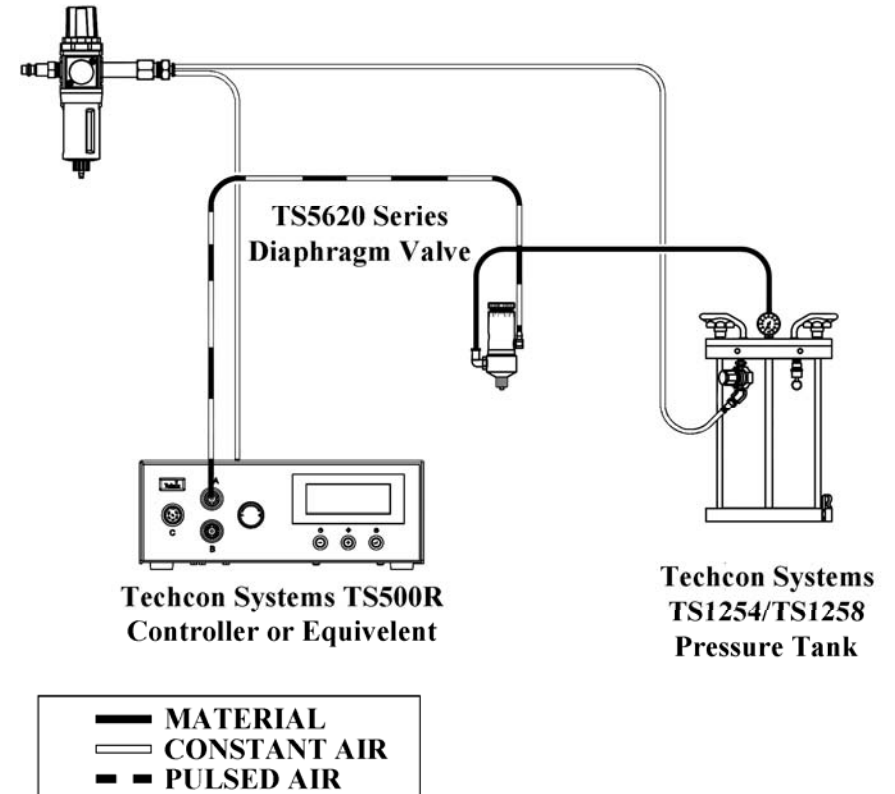 TS5620 Series
Diaphragm Valve
A
C
B
Techcon Systems TS500R
Controller or Equivelent
Techcon Systems
TS1254/TS1258
Pressure Tank
MATERIAL
CONSTANT AIR
PULSED AIR